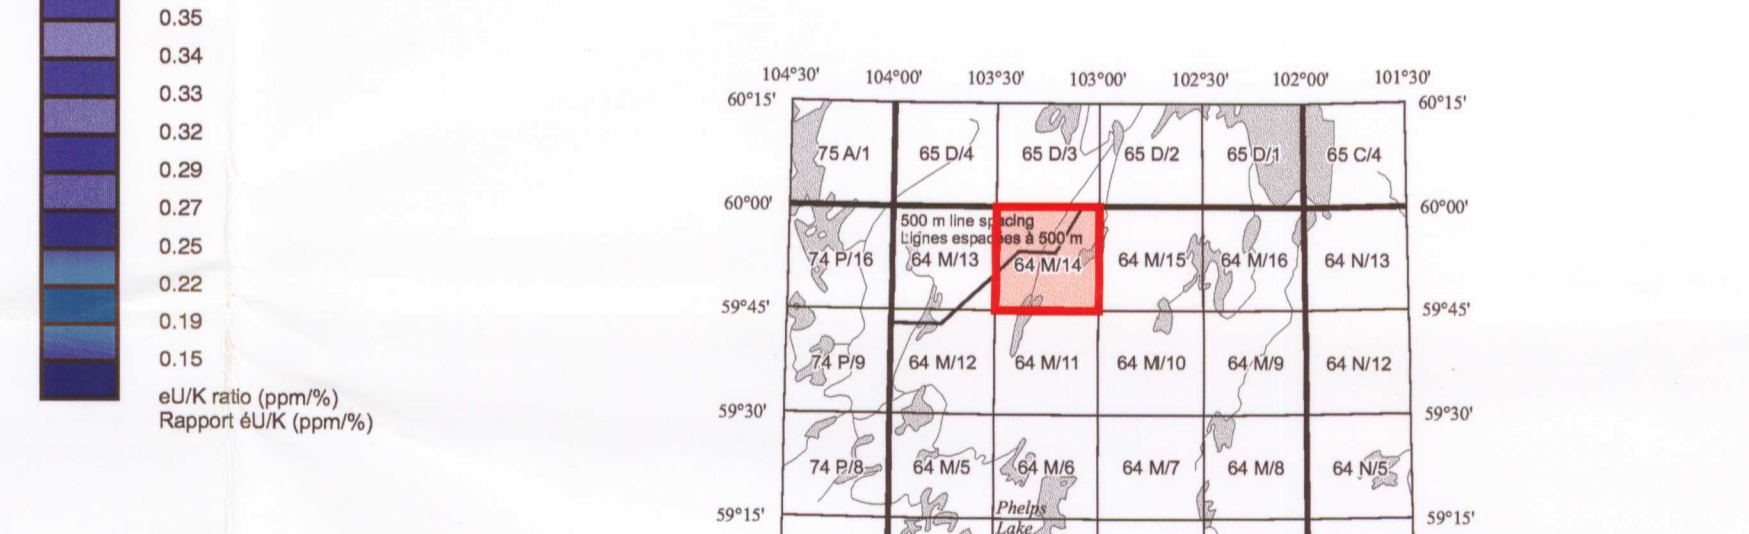 0.35
0.34
0.33
0.32
0.29
0.27
0.25
0.22
0.19
0.15
eU/K ratio (ppm/%)
Rapport éU/K (ppm/%)
104°30' 104°00' 103°30' 103°00' 102°30' 102°00' 101°30'
60°15' 60°15'
75 A/1 65 D/4 65 D/3 65 D/2 65 D/1 65 C/4
60°00' 60°00'
500 m line spacing
Lignes espacées à 500 m
74 P/16 64 M/13 64 M/14 64 M/15 64 M/16 64 N/13
59°45' 59°45'
74 P/9 64 M/12 64 M/11 64 M/10 64 M/9 64 N/12
59°30' 59°30'
74 P/8 64 M/5 64 M/6 64 M/7 64 M/8 64 N/5
Phelps
Lake
59°15' 59°15'